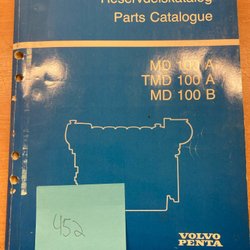 Reservdelskatalog
Parts Catalogue
MD 100 A
TMD 100 A
MD 100 B
452
VOLVO
PENTA